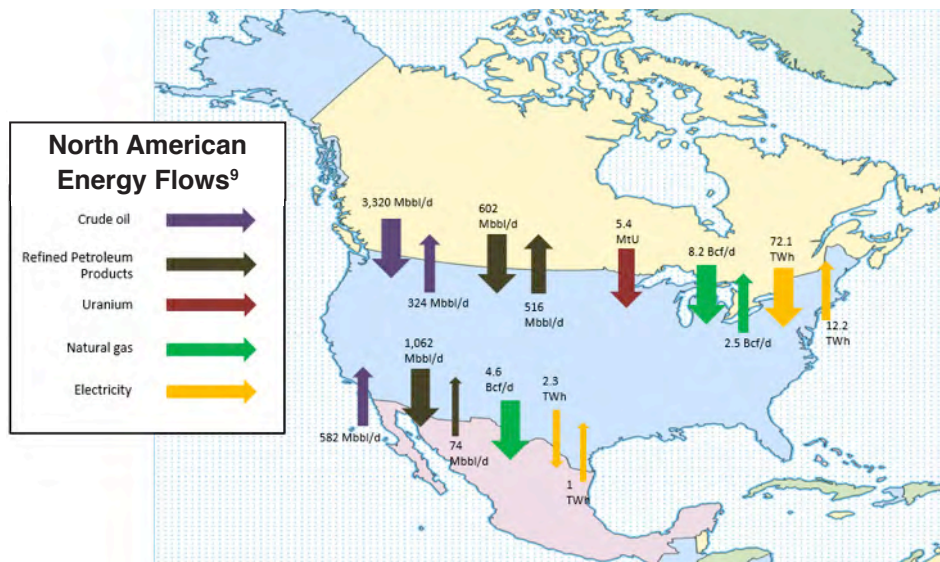 North American
Energy Flows⁹
Crude oil
Refined Petroleum
Products
Uranium
Natural gas
Electricity
3,320 Mbbl/d
324 Mbbl/d
602
Mbbl/d
516
Mbbl/d
5.4
MtU
8.2 Bcf/d
2.5 Bcf/d
72.1
TWh
12.2
TWh
582 Mbbl/d
1,062
Mbbl/d
74
Mbbl/d
4.6
Bcf/d
2.3
TWh
1
TWh